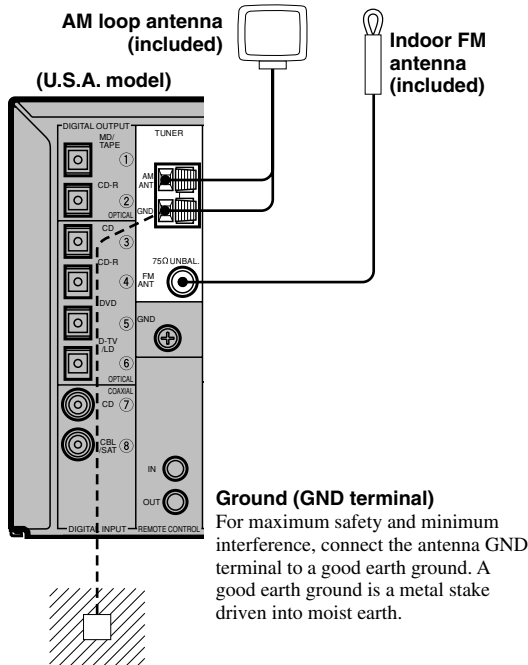 AM loop antenna
(included)
Indoor FM
antenna
(included)
(U.S.A. model)
DIGITAL OUTPUT
MD/
TAPE
1
CD-R
2
OPTICAL
CD
3
CD-R
4
DVD
5
D-TV
/LD
6
OPTICAL
COAXIAL
CD 7
CBL
/SAT 8
DIGITAL INPUT
TUNER
AM
ANT
GND
75Ω UNBAL.
FM
ANT
GND
IN
OUT
REMOTE CONTROL
Ground (GND terminal)
For maximum safety and minimum
interference, connect the antenna GND
terminal to a good earth ground. A
good earth ground is a metal stake
driven into moist earth.